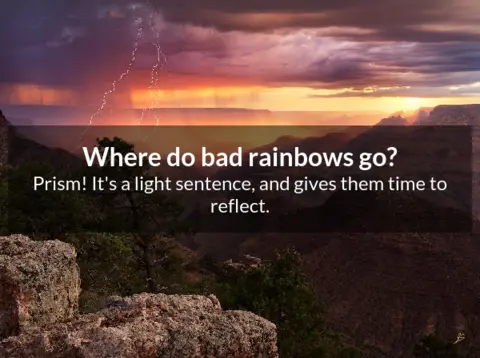 Where do bad rainbows go?
Prism! It's a light sentence, and gives them time to
reflect.